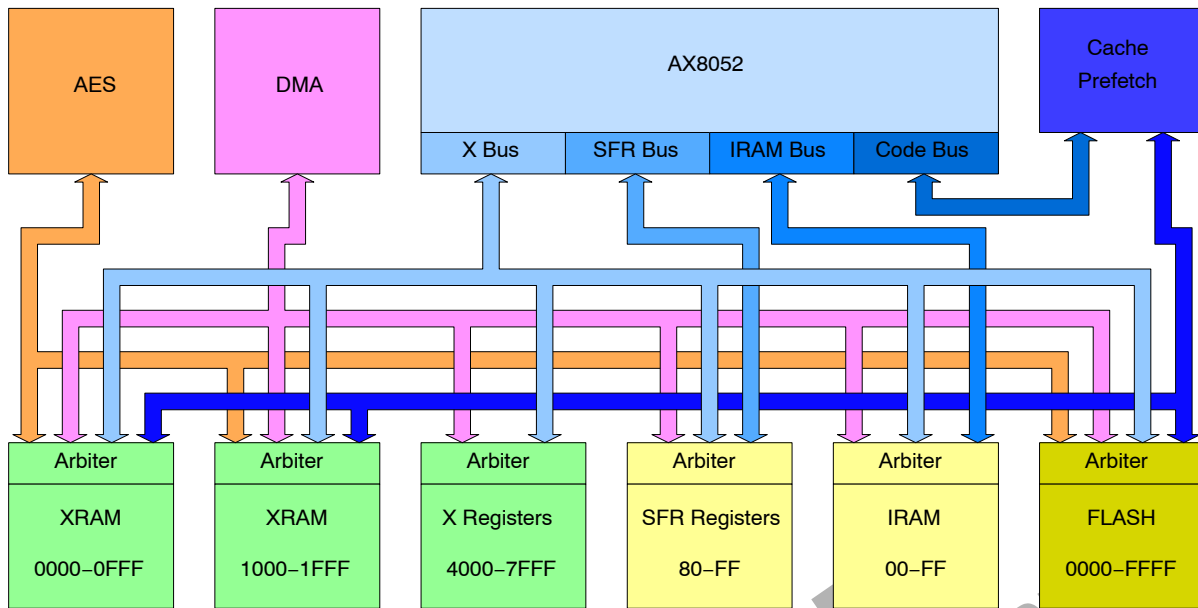 AES
DMA
AX8052
Cache
Prefetch
X Bus
SFR Bus
IRAM Bus
Code Bus
Arbiter
Arbiter
Arbiter
Arbiter
Arbiter
Arbiter
XRAM
XRAM
X Registers
SFR Registers
IRAM
FLASH
0000−0FFF
1000−1FFF
4000−7FFF
80−FF
00−FF
0000−FFFF